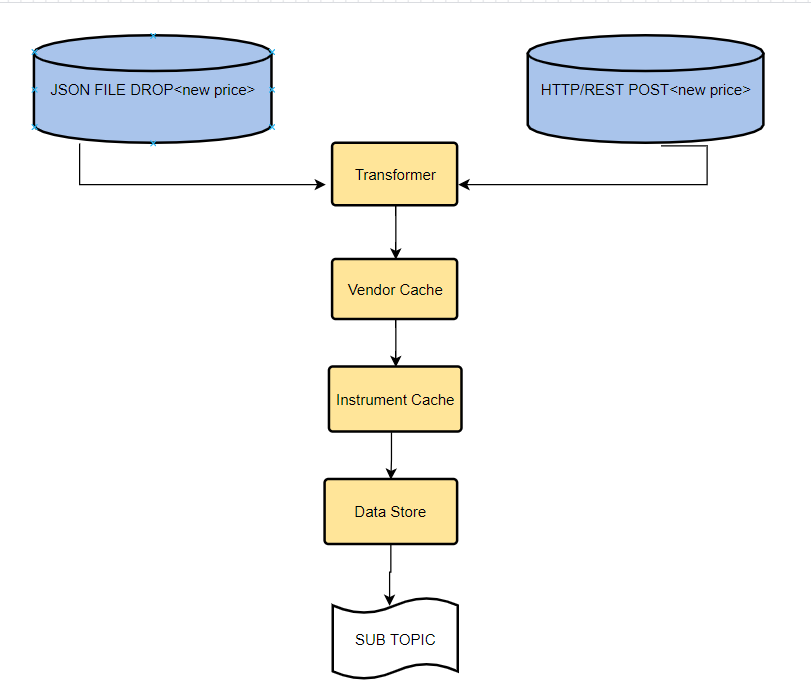 JSON FILE DROP<new price>
HTTP/REST POST<new price>
Transformer
Vendor Cache
Instrument Cache
Data Store
SUB TOPIC